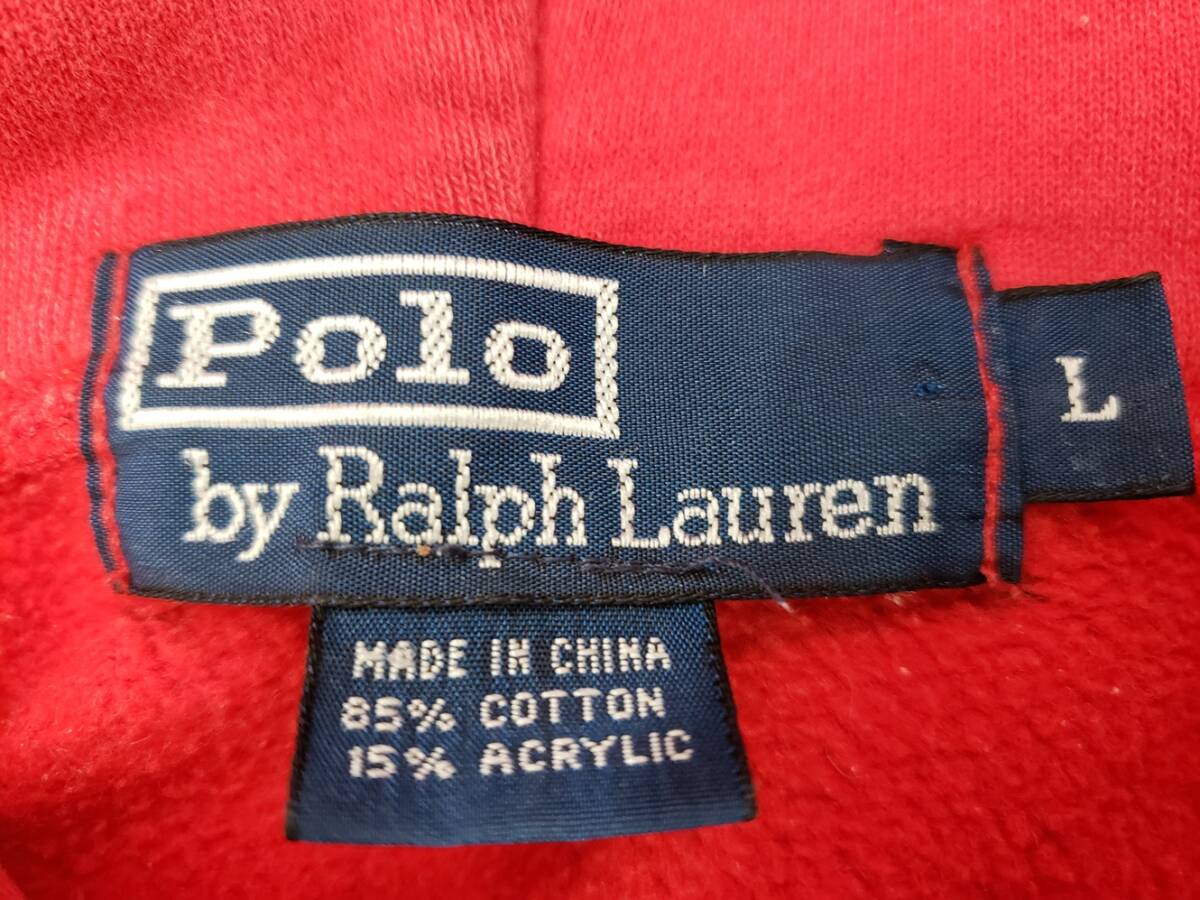 Polo
by Ralph Lauren
L
MADE IN CHINA
85% COTTON
15% ACRYLIC